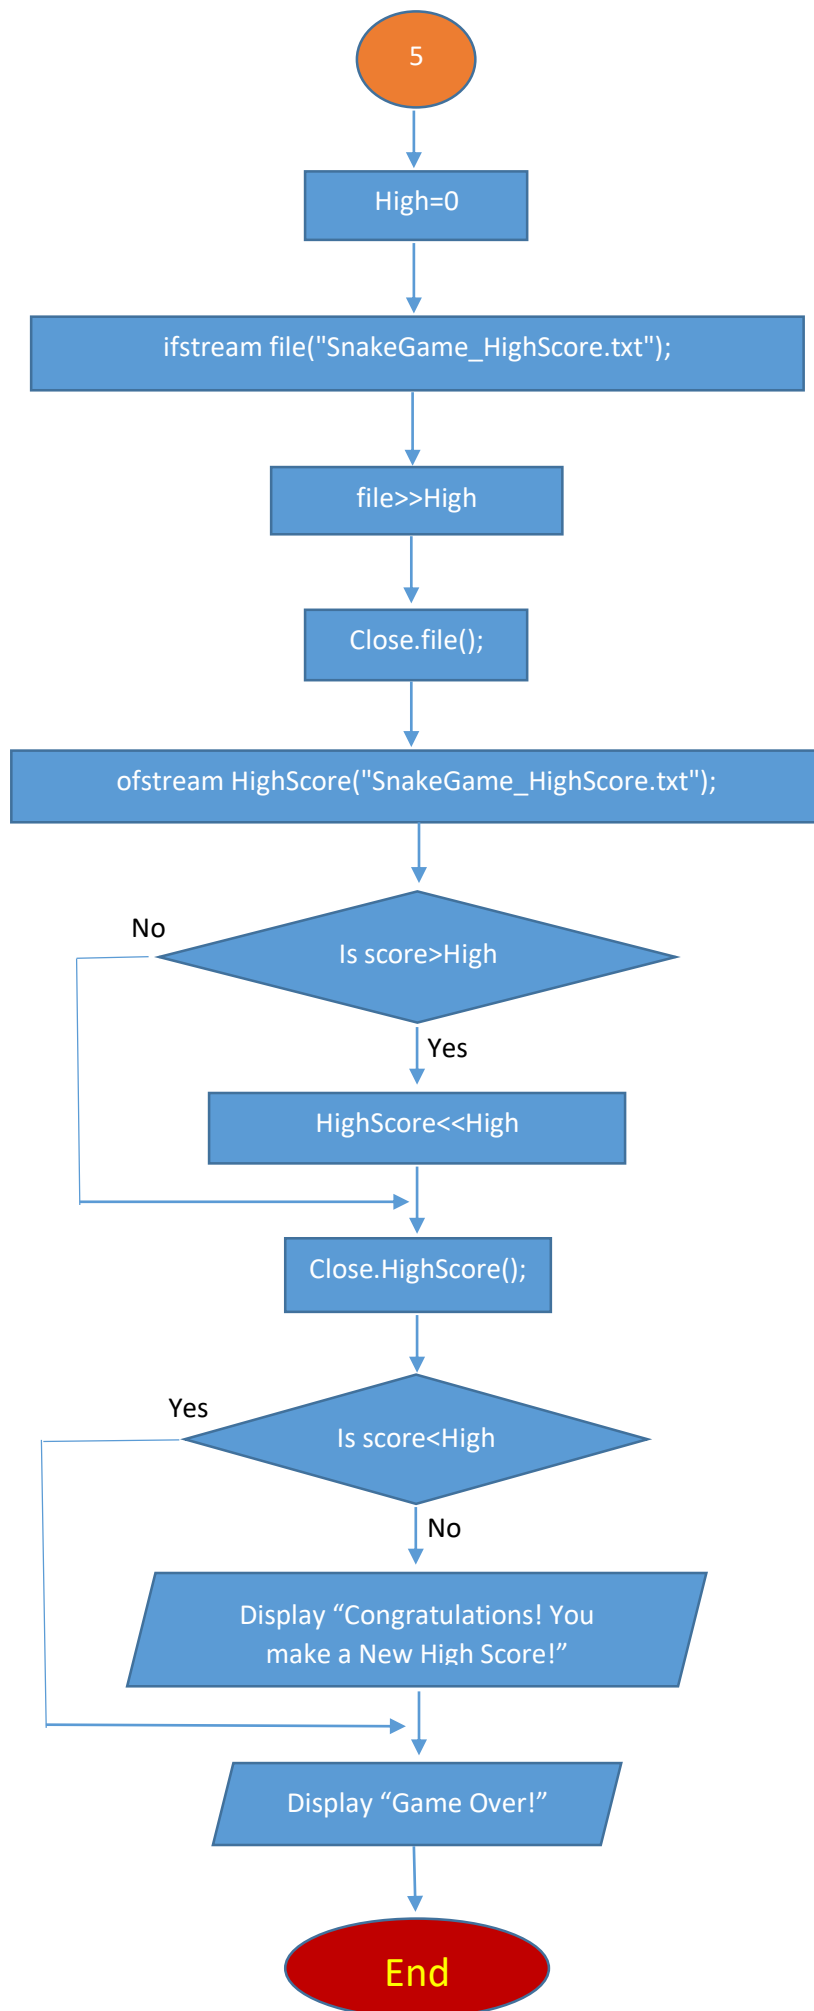 5
High=0
ifstream file("SnakeGame_HighScore.txt");
file>>High
Close.file();
ofstream HighScore("SnakeGame_HighScore.txt");
No
Is score>High
Yes
HighScore<<High
Close.HighScore();
Yes
Is score<High
No
Display “Congratulations! You
make a New High Score!”
Display “Game Over!”
End